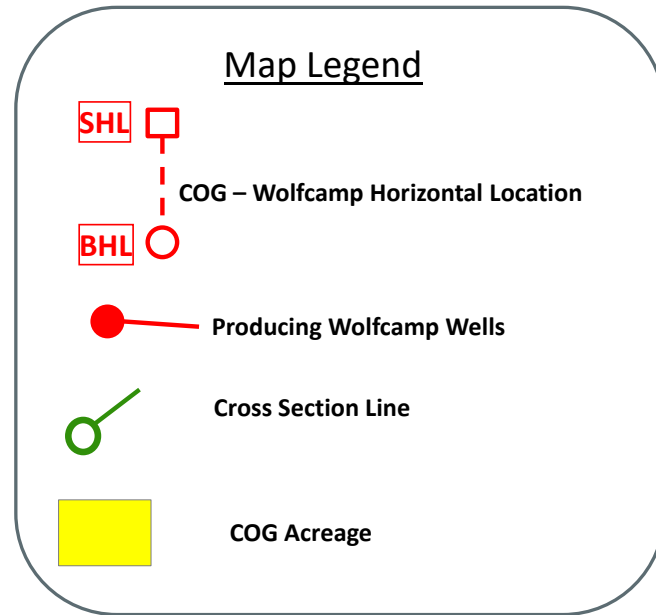 Map Legend
SHL
COG – Wolfcamp Horizontal Location
BHL
Producing Wolfcamp Wells
Cross Section Line
COG Acreage